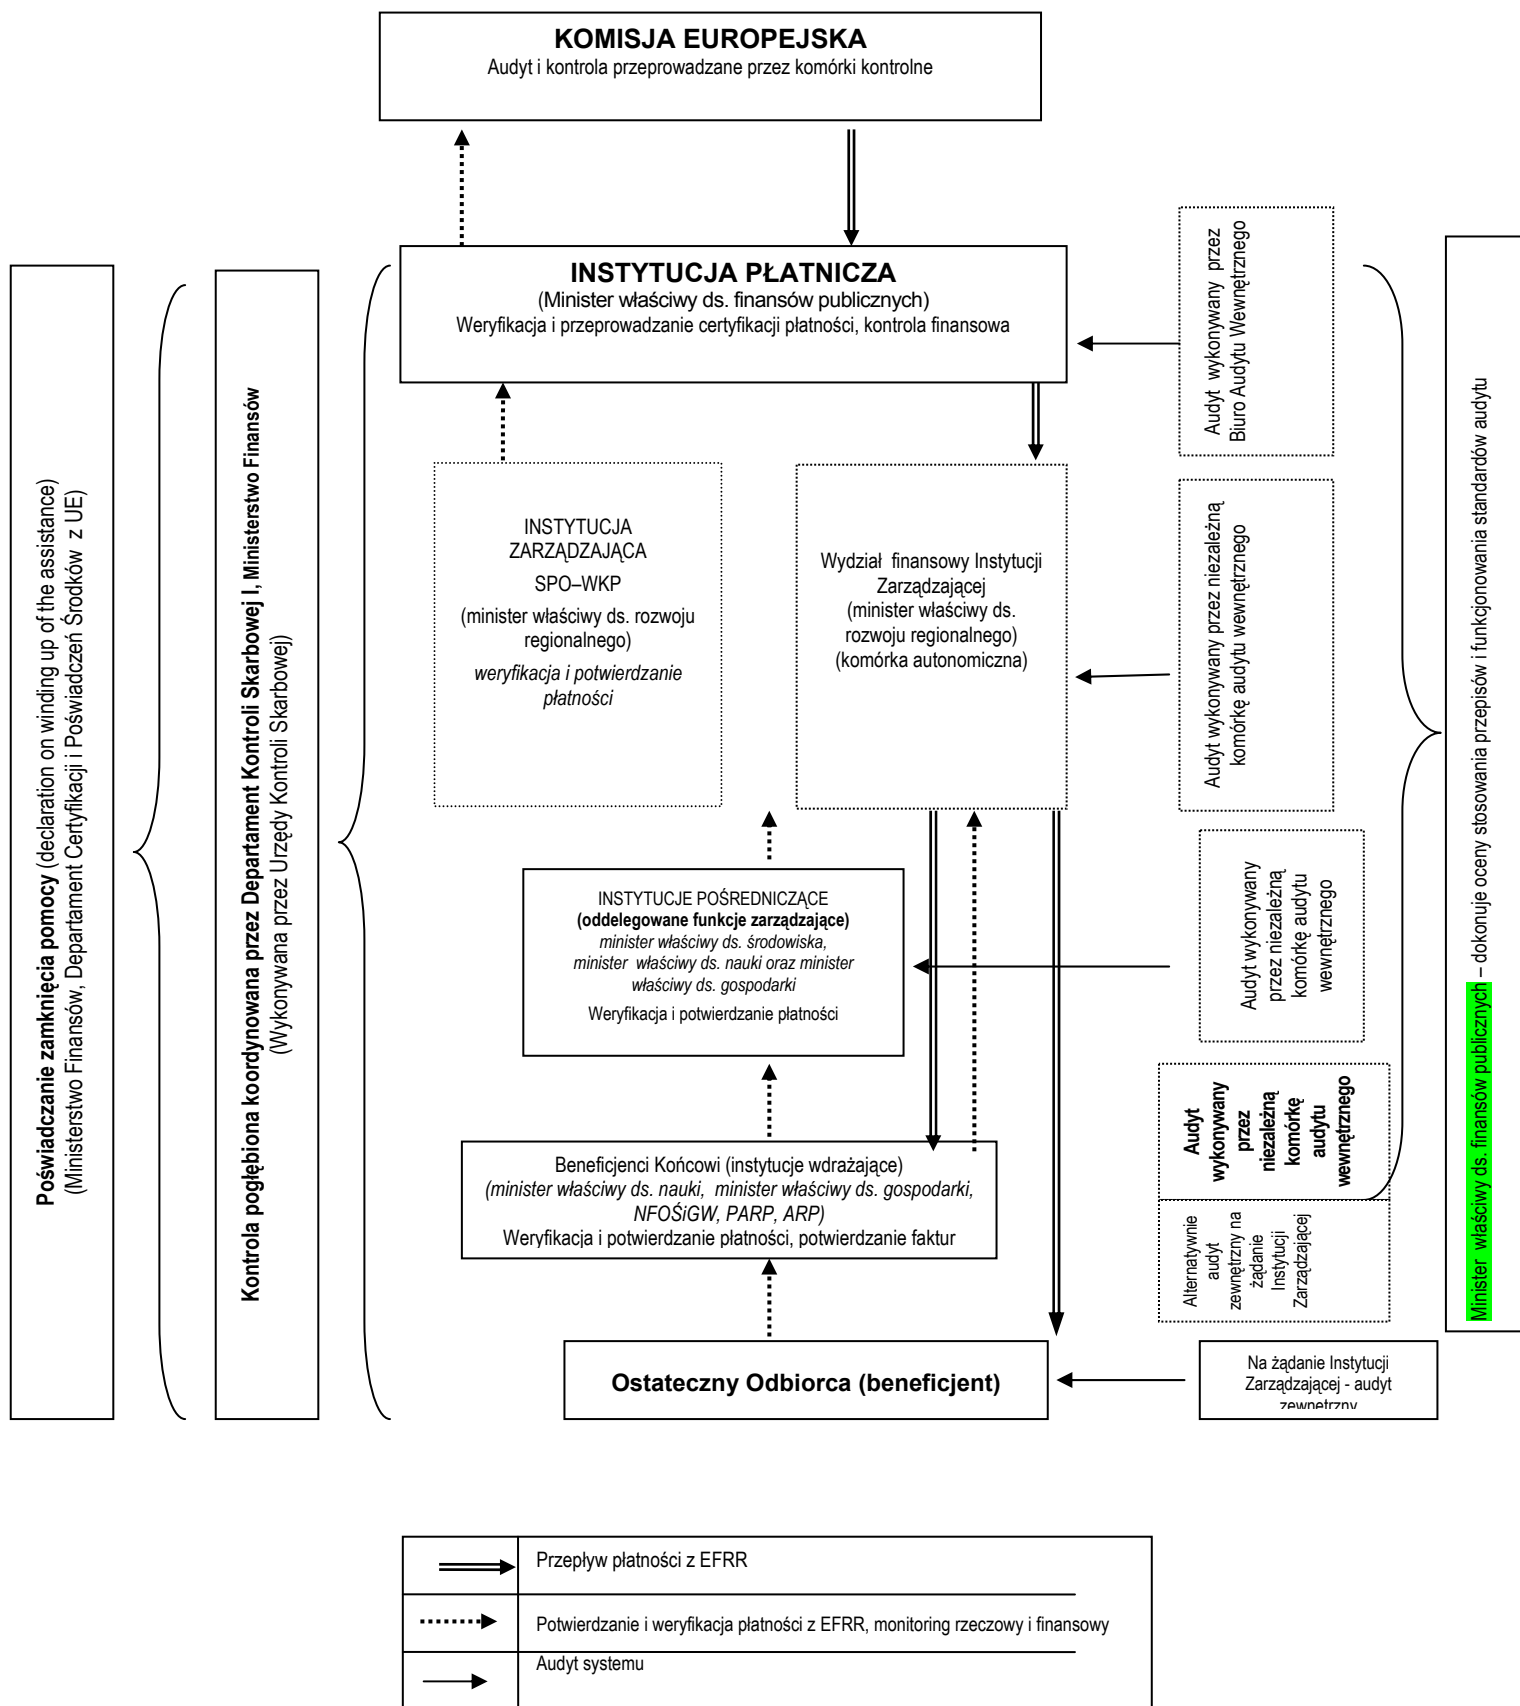 KOMISJA EUROPEJSKA
Audyt i kontrola przeprowadzane przez komórki kontrolne
Poświadczanie zamknięcia pomocy (declaration on winding up of the assistance)
(Ministerstwo Finansów, Departament Certyfikacji i Poświadczeń Środków z UE)
Kontrola pogłębiona koordynowana przez Departament Kontroli Skarbowej I, Ministerstwo Finansów
(Wykonywana przez Urzędy Kontroli Skarbowej)
INSTYTUCJA PŁATNICZA
(Minister właściwy ds. finansów publicznych)
Weryfikacja i przeprowadzanie certyfikacji płatności, kontrola finansowa
INSTYTUCJA
ZARZĄDZAJĄCA
SPO–WKP
(minister właściwy ds. rozwoju
regionalnego)
weryfikacja i potwierdzanie
płatności
Wydział finansowy Instytucji
Zarządzającej
(minister właściwy ds.
rozwoju regionalnego)
(komórka autonomiczna)
INSTYTUCJE POŚREDNICZĄCE
(oddelegowane funkcje zarządzające)
minister właściwy ds. środowiska,
minister właściwy ds. nauki oraz minister
właściwy ds. gospodarki
Weryfikacja i potwierdzanie płatności
Beneficjenci Końcowi (instytucje wdrażające)
(minister właściwy ds. nauki, minister właściwy ds. gospodarki,
NFOŚiGW, PARP, ARP)
Weryfikacja i potwierdzanie płatności, potwierdzanie faktur
Ostateczny Odbiorca (beneficjent)
Audyt wykonywany przez
Biuro Audytu Wewnętrznego
Audyt wykonywany przez niezależną
komórkę audytu wewnętrznego
Audyt wykonywany
przez niezależną
komórkę audytu
wewnętrznego
Audyt
wykonywany
przez
niezależną
komórkę
audytu
wewnętrznego
Alternatywnie
audyt
zewnętrzny na
żądanie
Instytucji
Zarządzającej
Na żądanie Instytucji
Zarządzającej - audyt
zewnętrzny
Minister właściwy ds. finansów publicznych – dokonuje oceny stosowania przepisów i funkcjonowania standardów audytu
Przepływ płatności z EFRR
Potwierdzanie i weryfikacja płatności z EFRR, monitoring rzeczowy i finansowy
Audyt systemu